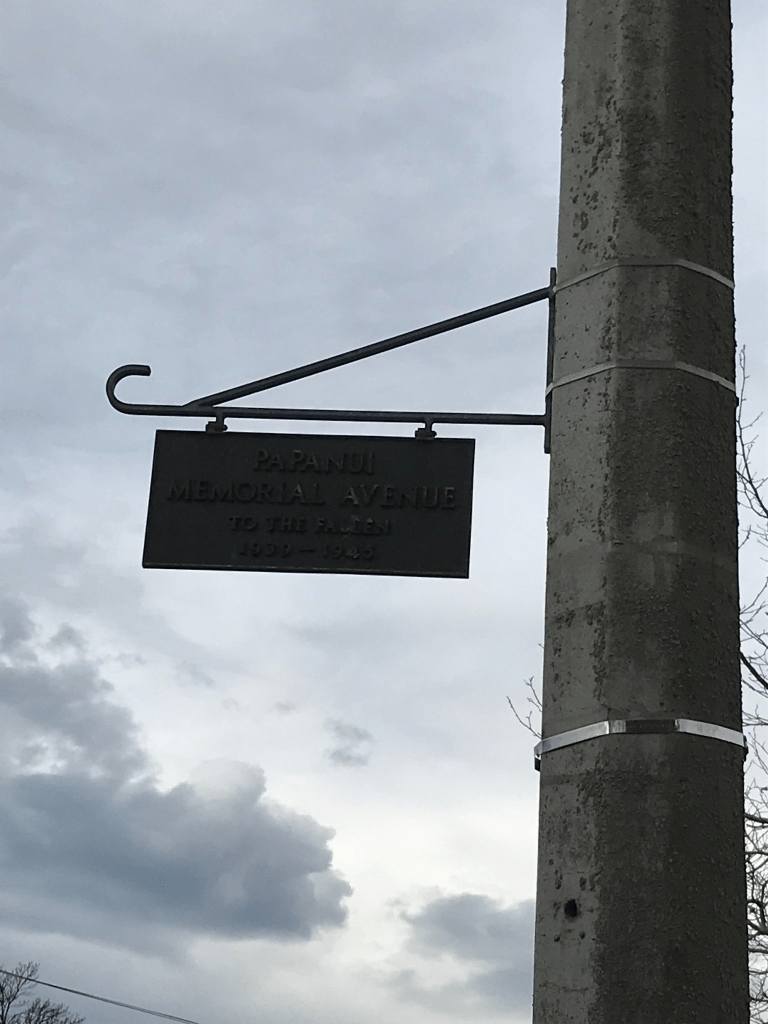 PAPANUI
MEMORIAL AVENUE
TO THE FALLEN
1939 - 1945